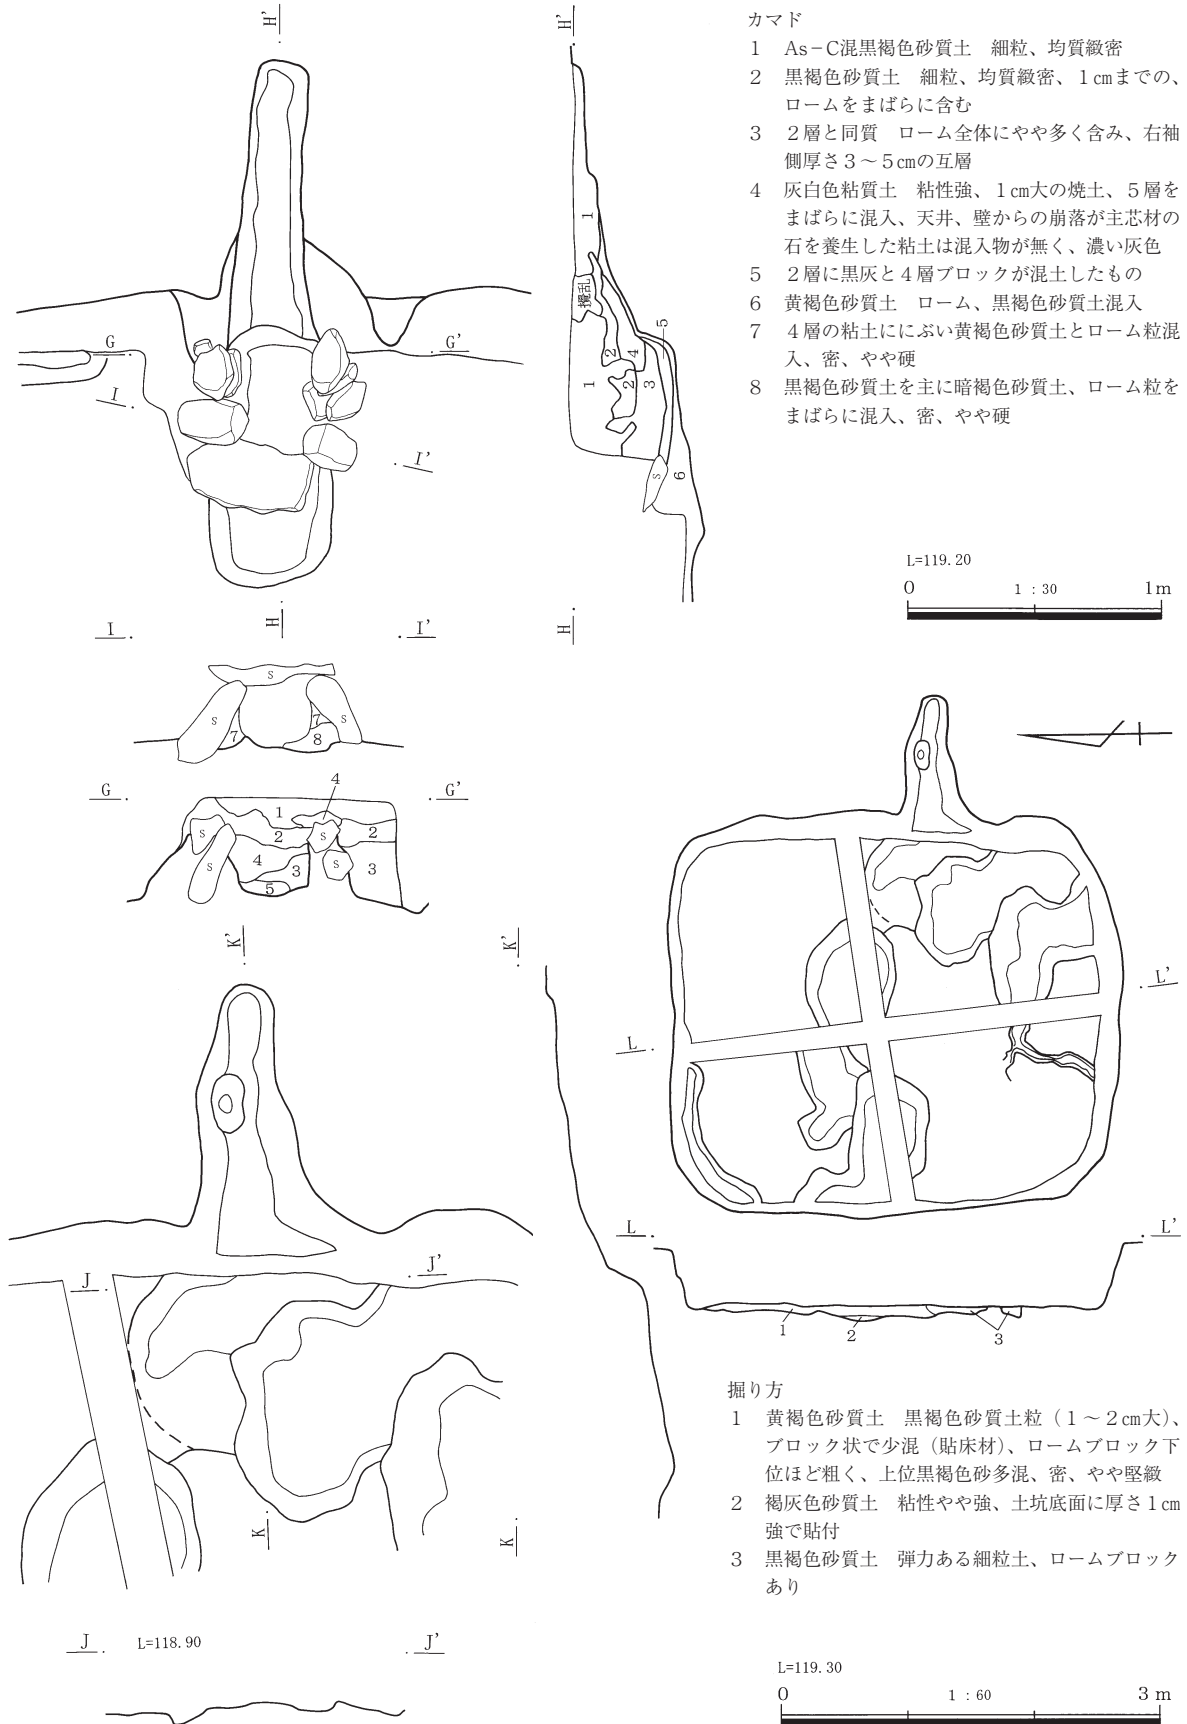 カマド
1 As－C混黒褐色砂質土 細粒、均質緻密
2 黒褐色砂質土 細粒、均質緻密、1㎝までの、
ロームをまばらに含む
3 2層と同質 ローム全体にやや多く含み、右袖
側厚さ3～5㎝の互層
4 灰白色粘質土 粘性強、1㎝大の焼土、5層を
まばらに混入、天井、壁からの崩落が主芯材の
石を養生した粘土は混入物が無く、濃い灰色
5 2層に黒灰と4層ブロックが混土したもの
6 黄褐色砂質土 ローム、黒褐色砂質土混入
7 4層の粘土ににぶい黄褐色砂質土とローム粒混
入、密、やや硬
8 黒褐色砂質土を主に暗褐色砂質土、ローム粒を
まばらに混入、密、やや硬
H'
H'
G
G'
I
I'
1
攪乱
2
4
5
1
2
3
S
6
H
H
L=119.20
0 1：30 1m
I
I'
S
S
7
7
8
S
G
G'
4
1
2
2
S
S
S
S
4
3
3
5
K'
K'
L
L'
J
J'
L
L'
1
2
3
K
K
掘り方
1 黄褐色砂質土 黒褐色砂質土粒（1～2㎝大）、
ブロック状で少混（貼床材）、ロームブロック下
位ほど粗く、上位黒褐色砂多混、密、やや堅緻
2 褐灰色砂質土 粘性やや強、土坑底面に厚さ1㎝
強で貼付
3 黒褐色砂質土 弾力ある細粒土、ロームブロック
あり
J
L=118.90
J'
L=119.30
0 1：60 3m